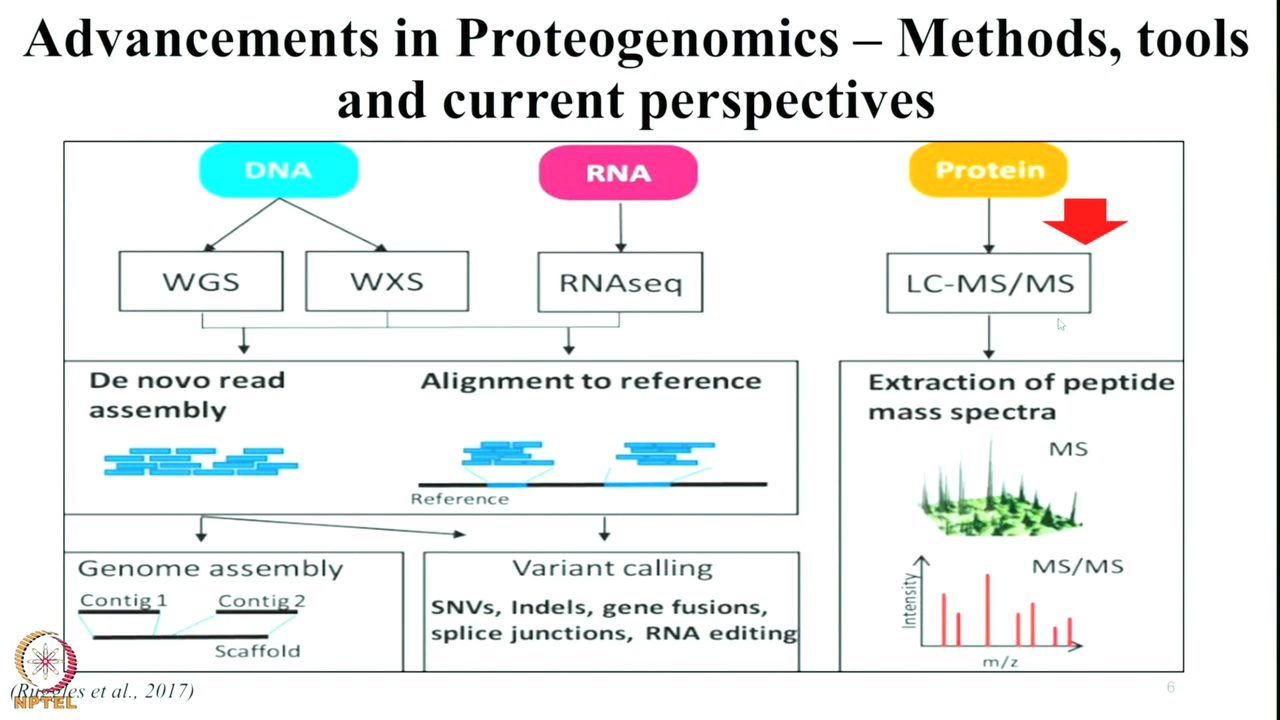 Advancements in Proteogenomics – Methods, tools
and current perspectives
DNA
RNA
Protein
WGS
WXS
RNAseq
LC-MS/MS
De novo read
assembly
Alignment to reference
Reference
Extraction of peptide
mass spectra
MS
MS/MS
Intensity
m/z
Genome assembly
Contig 1
Contig 2
Scaffold
Variant calling
SNVs, Indels, gene fusions,
splice junctions, RNA editing
(Ruggles et al., 2017)
NPTEL
6